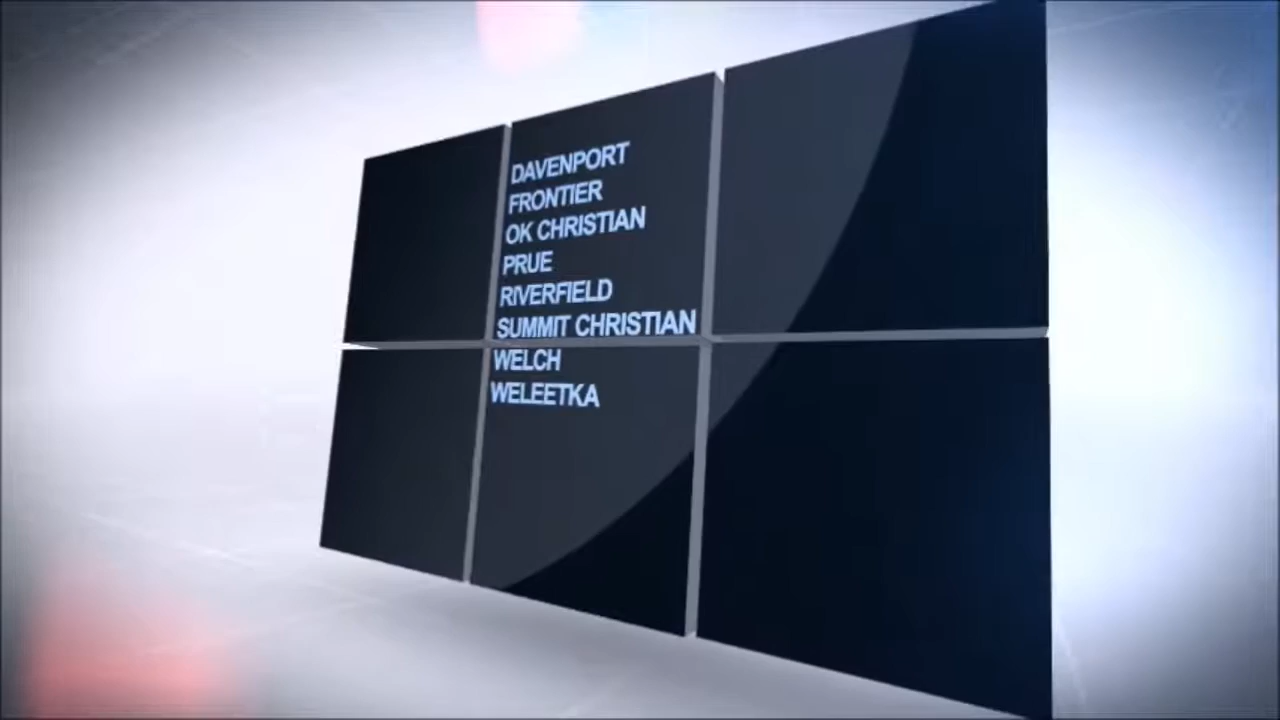 DAVENPORT
FRONTIER
OK CHRISTIAN
PRUE
RIVERFIELD
SUMMIT CHRISTIAN
WELCH
WELEETKA